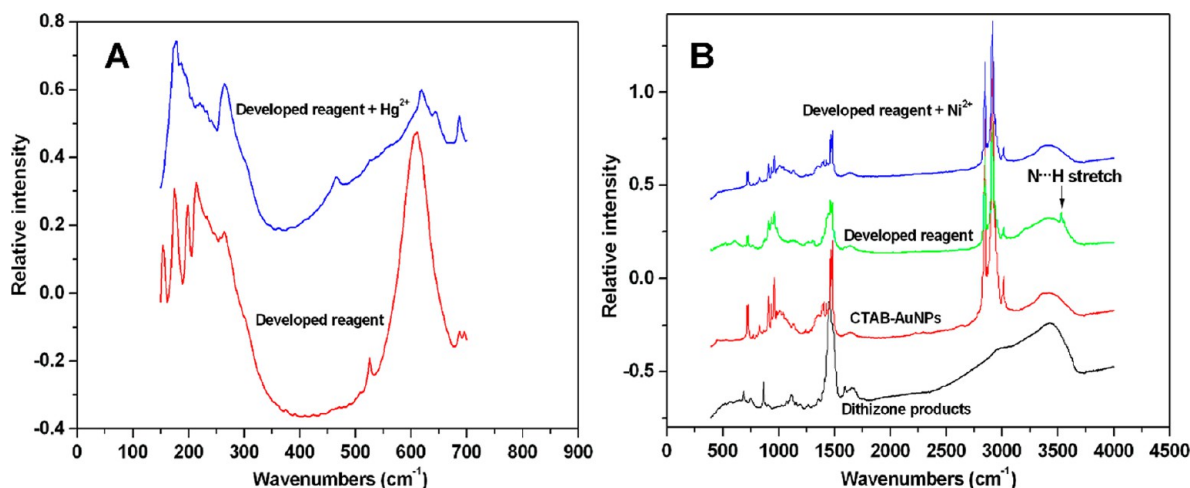 A
0.8
0.6
0.4
0.2
0.0
-0.2
-0.4
Relative intensity
Developed reagent + Hg2+
Developed reagent
0 100 200 300 400 500 600 700 800 900
Wavenumbers (cm-1)
B
1.0
0.5
0.0
-0.5
Relative intensity
Developed reagent + Ni2+
N···H stretch
Developed reagent
CTAB-AuNPs
Dithizone products
0 500 1000 1500 2000 2500 3000 3500 4000 4500
Wavenumbers (cm-1)